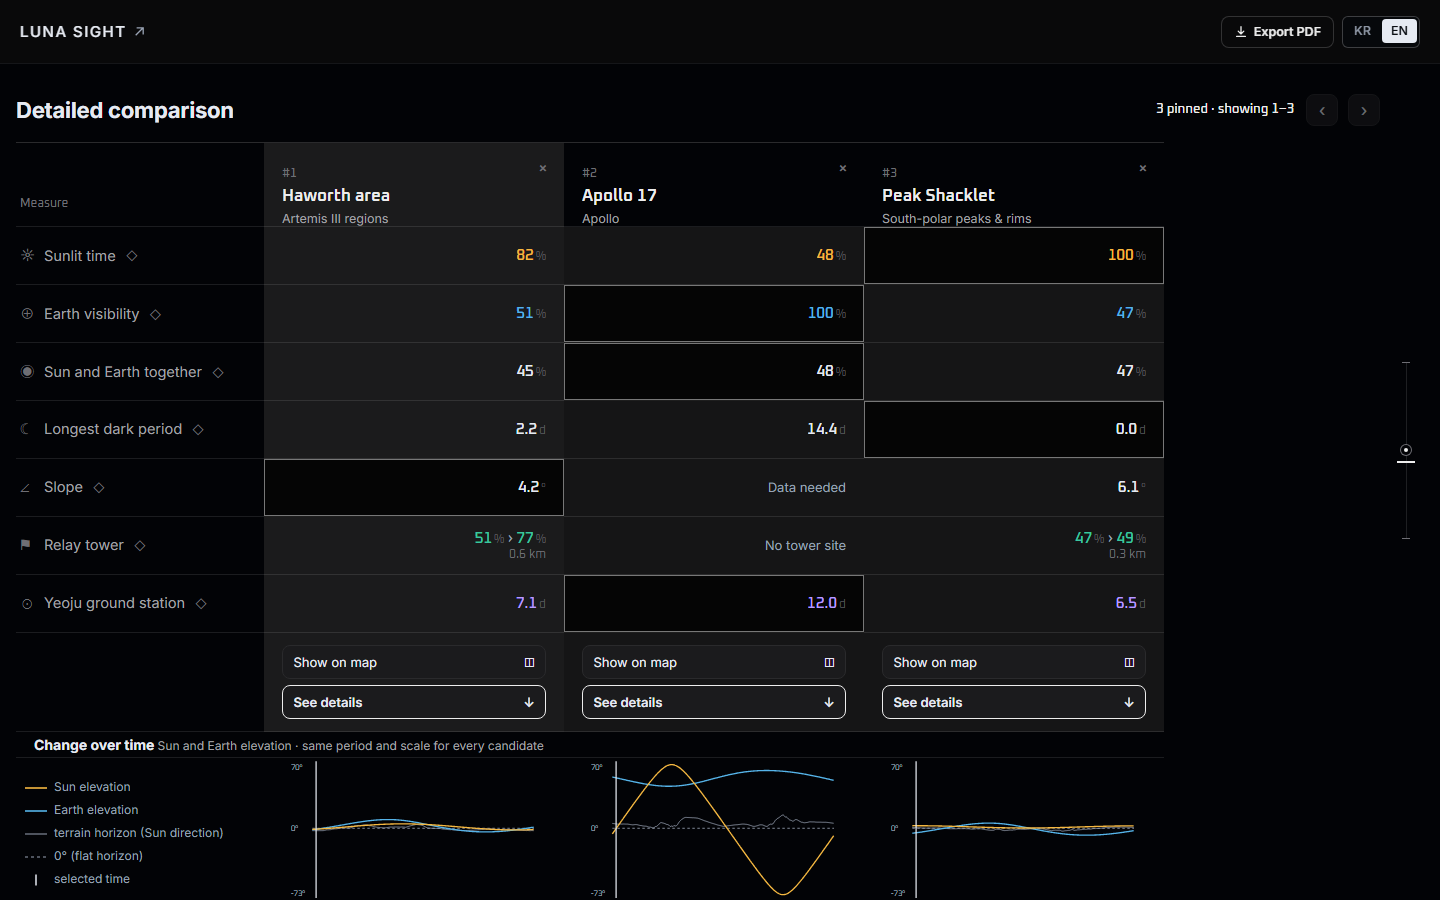 LUNA SIGHT ↗
Export PDF
KR EN
Detailed comparison
3 pinned · showing 1–3
Measure
#1
Haworth area
Artemis III regions
#2
Apollo 17
Apollo
#3
Peak Shacklet
South-polar peaks & rims
Sunlit time 82% 48% 100%
Earth visibility 51% 100% 47%
Sun and Earth together 45% 48% 47%
Longest dark period 2.2 d 14.4 d 0.0 d
Slope 4.2° Data needed 6.1°
Relay tower 51% › 77% No tower site 47% › 49%
0.6 km 0.3 km
Yeoju ground station 7.1 d 12.0 d 6.5 d
Show on map Show on map Show on map
See details See details See details
Change over time Sun and Earth elevation · same period and scale for every candidate
Sun elevation
Earth elevation
terrain horizon (Sun direction)
0° (flat horizon)
selected time
70°
0°
-73°
70°
0°
-73°
70°
0°
-73°